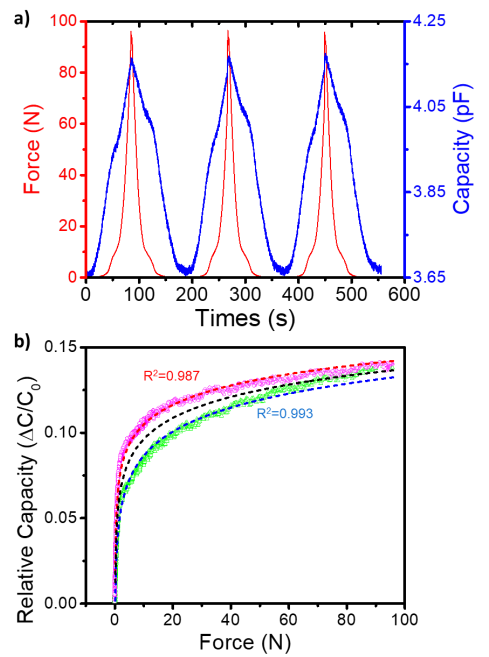 a)
100
80
60
40
20
0
Force (N)
4.25
4.05
3.85
3.65
Capacity (pF)
0 100 200 300 400 500 600
Times (s)
b)
0.15
0.10
0.05
0.00
Relative Capacity (ΔC/C₀)
R²=0.987
R²=0.993
0 20 40 60 80 100
Force (N)